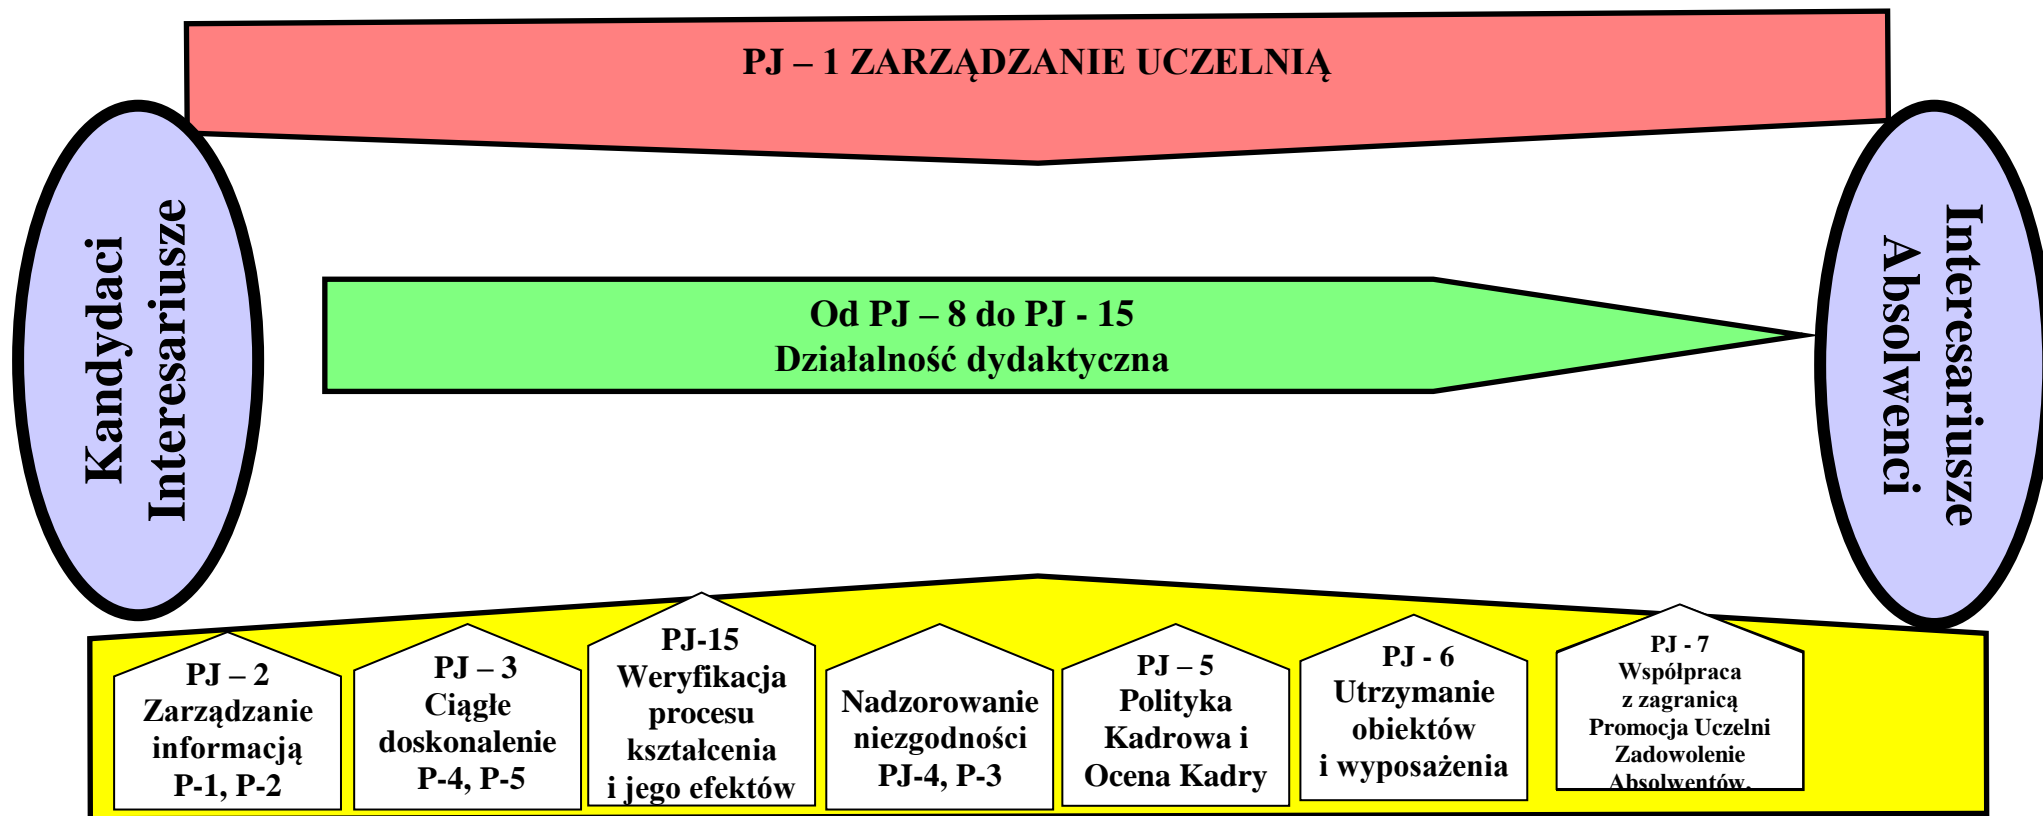 PJ – 1 ZARZĄDZANIE UCZELNIĄ
Kandydaci
Interesariusze
Od PJ – 8 do PJ - 15
Działalność dydaktyczna
Interesariusze
Absolwenci
PJ – 2
Zarządzanie
informacją
P-1, P-2
PJ – 3
Ciągłe
doskonalenie
P-4, P-5
PJ-15
Weryfikacja
procesu
kształcenia
i jego efektów
Nadzorowanie
niezgodności
PJ-4, P-3
PJ – 5
Polityka
Kadrowa i
Ocena Kadry
PJ - 6
Utrzymanie
obiektów
i wyposażenia
PJ - 7
Współpraca
z zagranicą
Promocja Uczelni
Zadowolenie
Absolwentów.